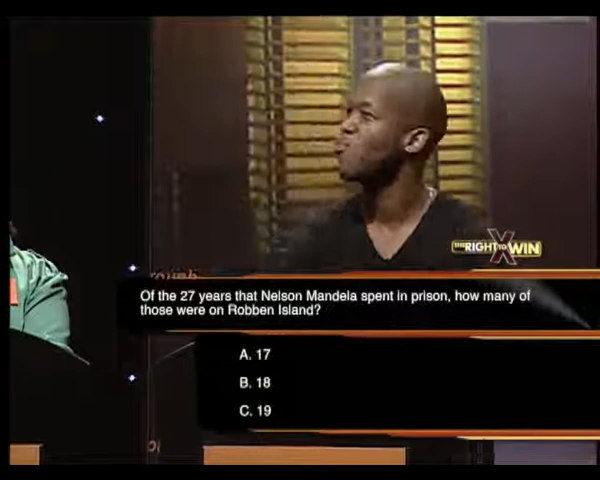 THE RIGHT TO WIN
X
rough
Of the 27 years that Nelson Mandela spent in prison, how many of
those were on Robben Island?
A. 17
B. 18
C. 19